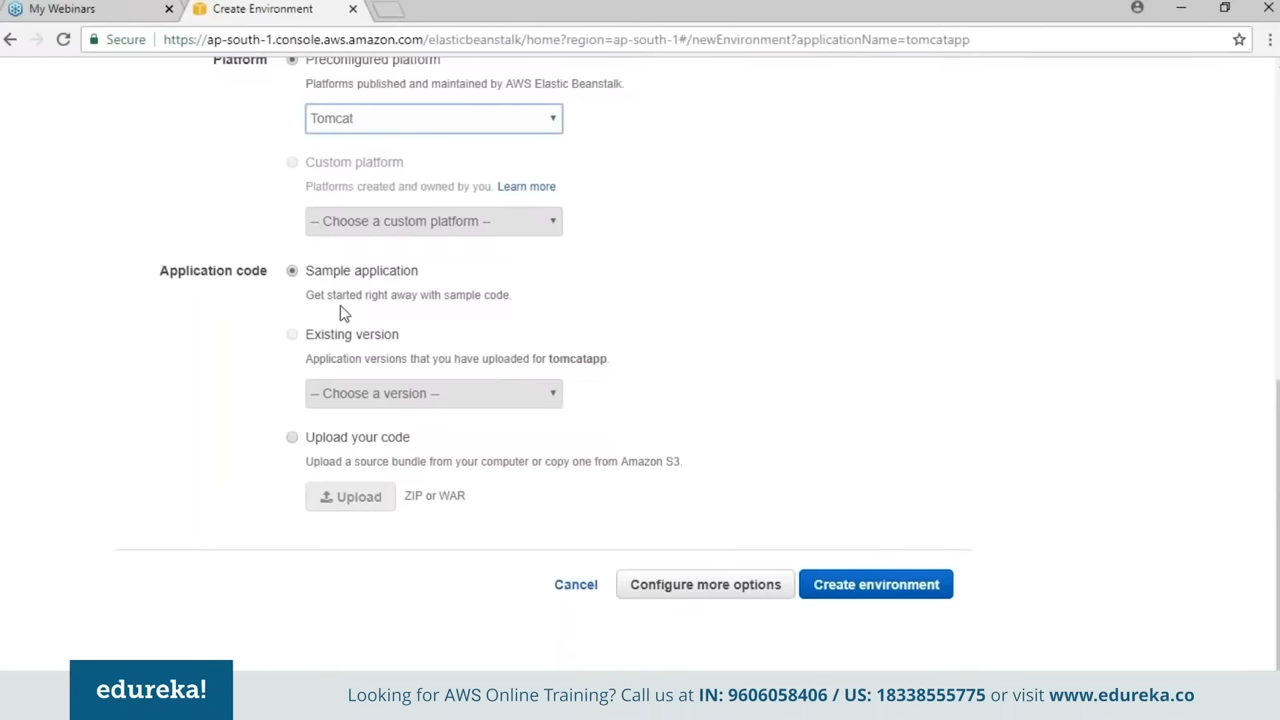 My Webinars
Create Environment
Secure
https://ap-south-1.console.aws.amazon.com/elasticbeanstalk/home?region=ap-south-1#/newEnvironment?applicationName=tomcatapp
Platform
Preconfigured platform
Platforms published and maintained by AWS Elastic Beanstalk.
Tomcat
Custom platform
Platforms created and owned by you. Learn more
-- Choose a custom platform --
Application code
Sample application
Get started right away with sample code.
Existing version
Application versions that you have uploaded for tomcatapp.
-- Choose a version --
Upload your code
Upload a source bundle from your computer or copy one from Amazon S3.
Upload
ZIP or WAR
Cancel
Configure more options
Create environment
edureka!
Looking for AWS Online Training? Call us at IN: 9606058406 / US: 18338555775 or visit www.edureka.co